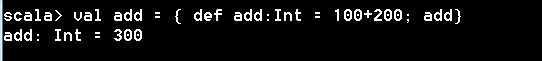 scala> val add = { def add:Int = 100+200; add}
add: Int = 300